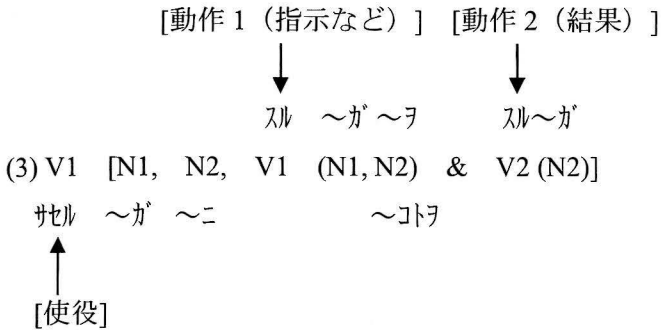 [動作 1（指示など）] [動作 2（結果）]
ｽﾙ ～ｶﾞ ～ｦ ｽﾙ～ｶﾞ
(3) V1 [N1, N2, V1 (N1, N2) & V2 (N2)]
ｻｾﾙ ～ｶﾞ ～ﾆ ～ｺﾄｦ
[使役]